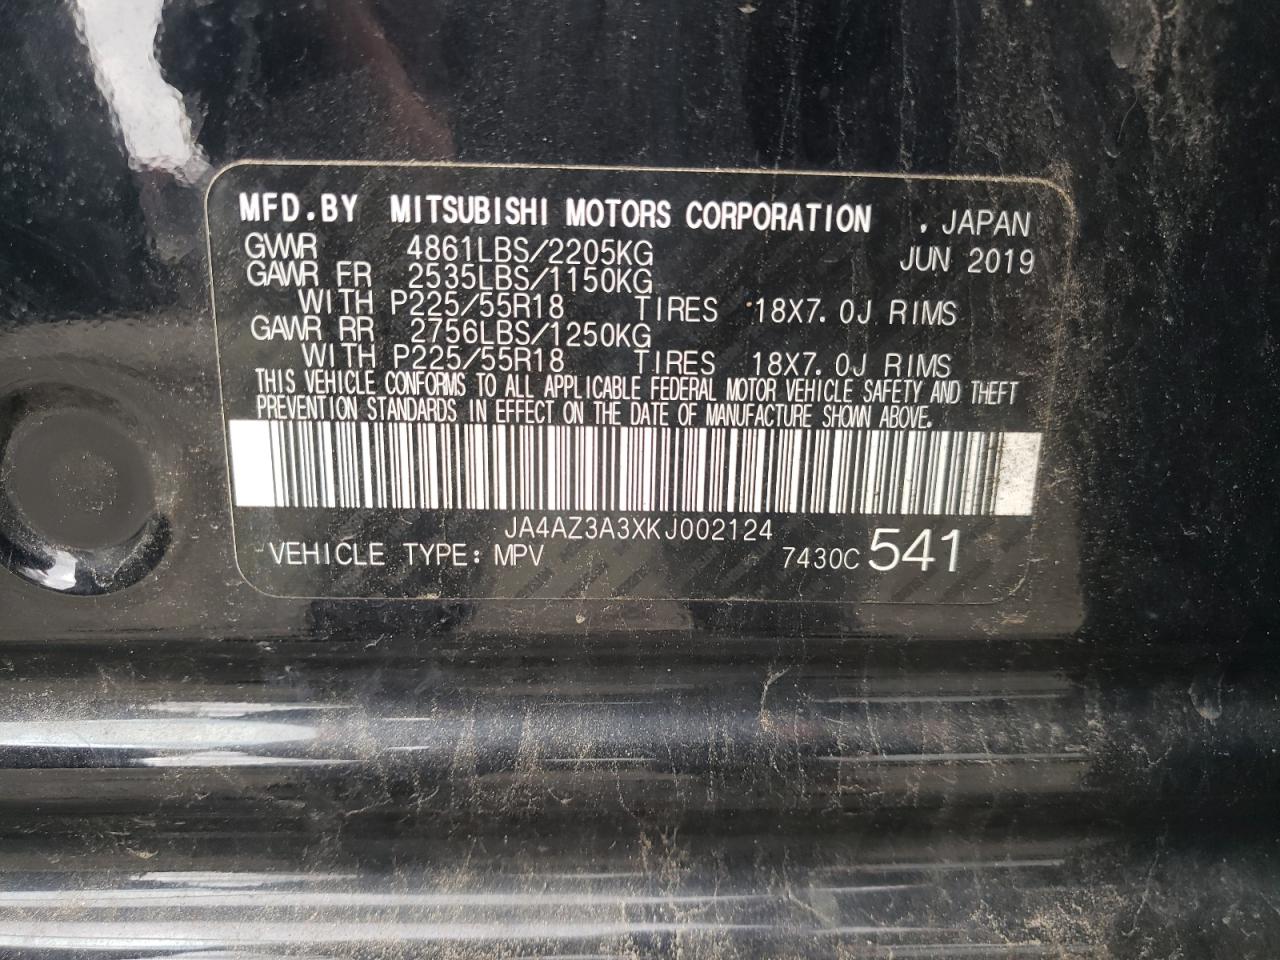 MFD.BY MITSUBISHI MOTORS CORPORATION , JAPAN
GVWR 4861LBS/2205KG JUN 2019
GAWR FR 2535LBS/1150KG
WITH P225/55R18 TIRES 18X7.0J RIMS
GAWR RR 2756LBS/1250KG
WITH P225/55R18 TIRES 18X7.0J RIMS
THIS VEHICLE CONFORMS TO ALL APPLICABLE FEDERAL MOTOR VEHICLE SAFETY AND THEFT
PREVENTION STANDARDS IN EFFECT ON THE DATE OF MANUFACTURE SHOWN ABOVE.
JA4AZ3A3XKJ002124
VEHICLE TYPE: MPV 7430C 541